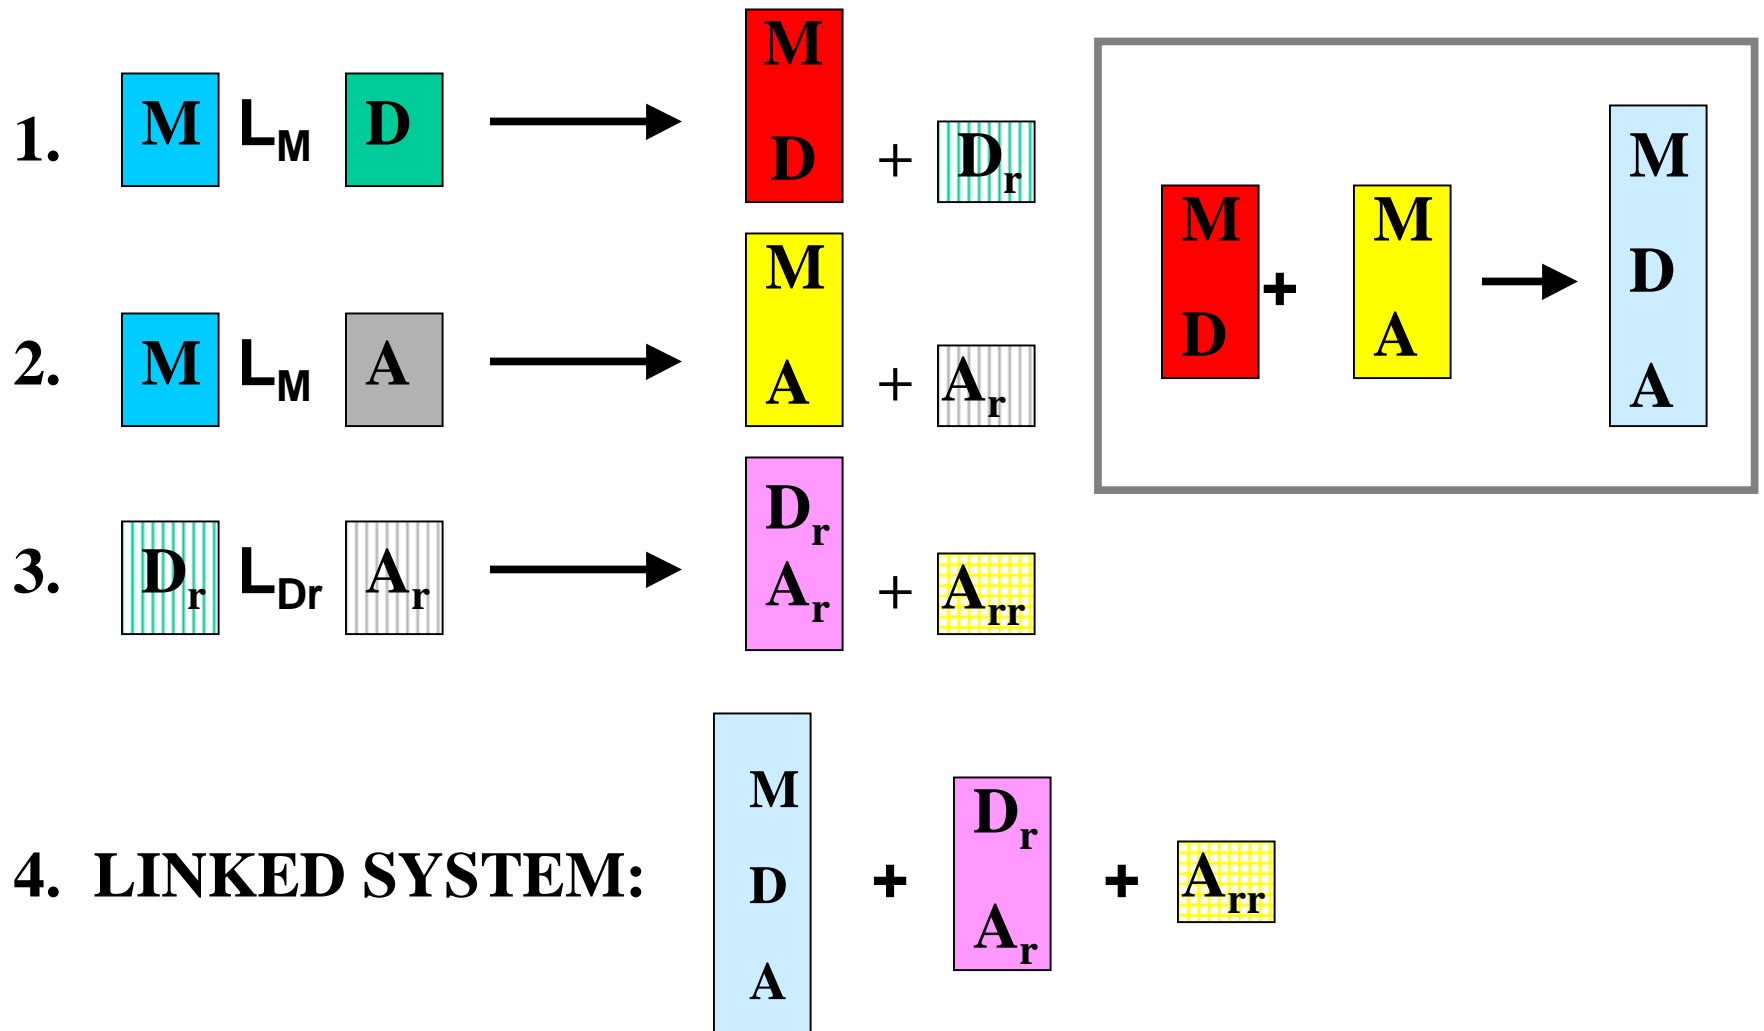 1. M L_M D M D + D_r
2. M L_M A M A + A_r
3. D_r L_Dr A_r D_r A_r + A_rr
M D + M A M D A
4. LINKED SYSTEM: M D A + D_r A_r + A_rr